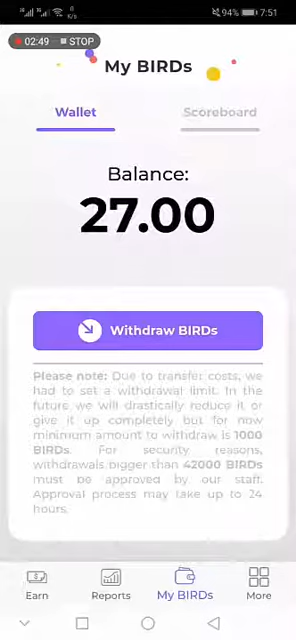 94% 7:51
02:49 STOP
My BIRDs
Wallet Scoreboard
Balance:
27.00
Withdraw BIRDs
Please note: Due to transfer costs, we
had to set a withdrawal limit. In the
future we will drastically reduce it or
give it up completely but for now
minimum amount to withdraw is 1000
BIRDs. For security reasons,
withdrawals bigger than 42000 BIRDs
must be approved by our staff.
Approval process may take up to 24
hours.
Earn Reports My BIRDs More